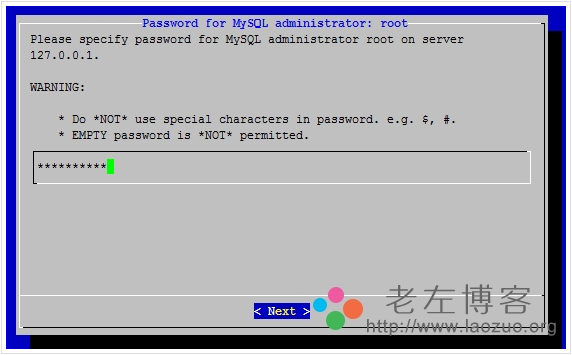 Password for MySQL administrator: root
Please specify password for MySQL administrator root on server
127.0.0.1.
WARNING:
* Do *NOT* use special characters in password. e.g. $, #.
* EMPTY password is *NOT* permitted.
**********
< Next >
老左博客
http://www.laozuo.org